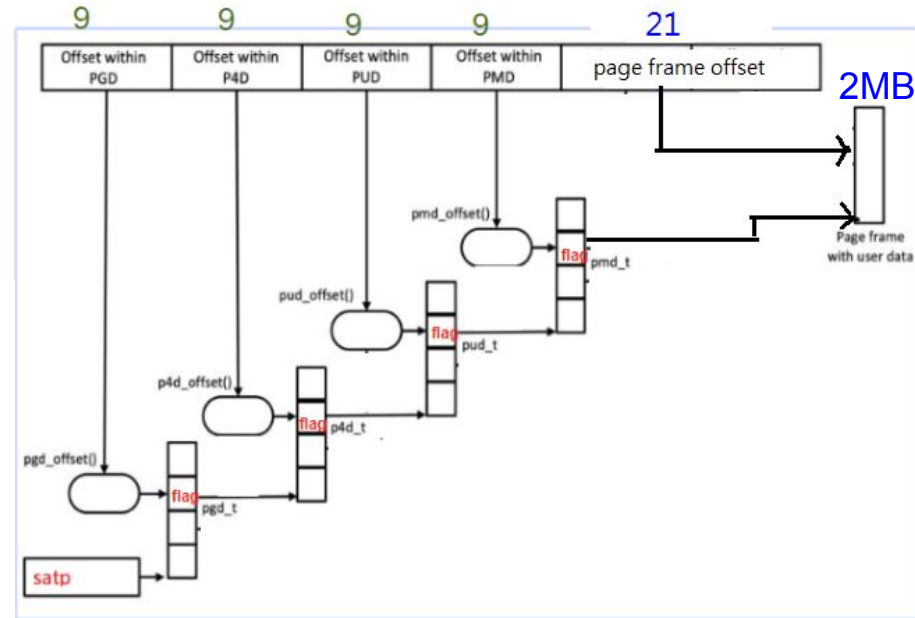 9
9
9
9
21
Offset within
PGD
Offset within
P4D
Offset within
PUD
Offset within
PMD
page frame offset
2MB
pmd_offset()
flag
pmd_t
Page frame
with user data
pud_offset()
flag
pud_t
p4d_offset()
flag
p4d_t
pgd_offset()
flag
pgd_t
satp